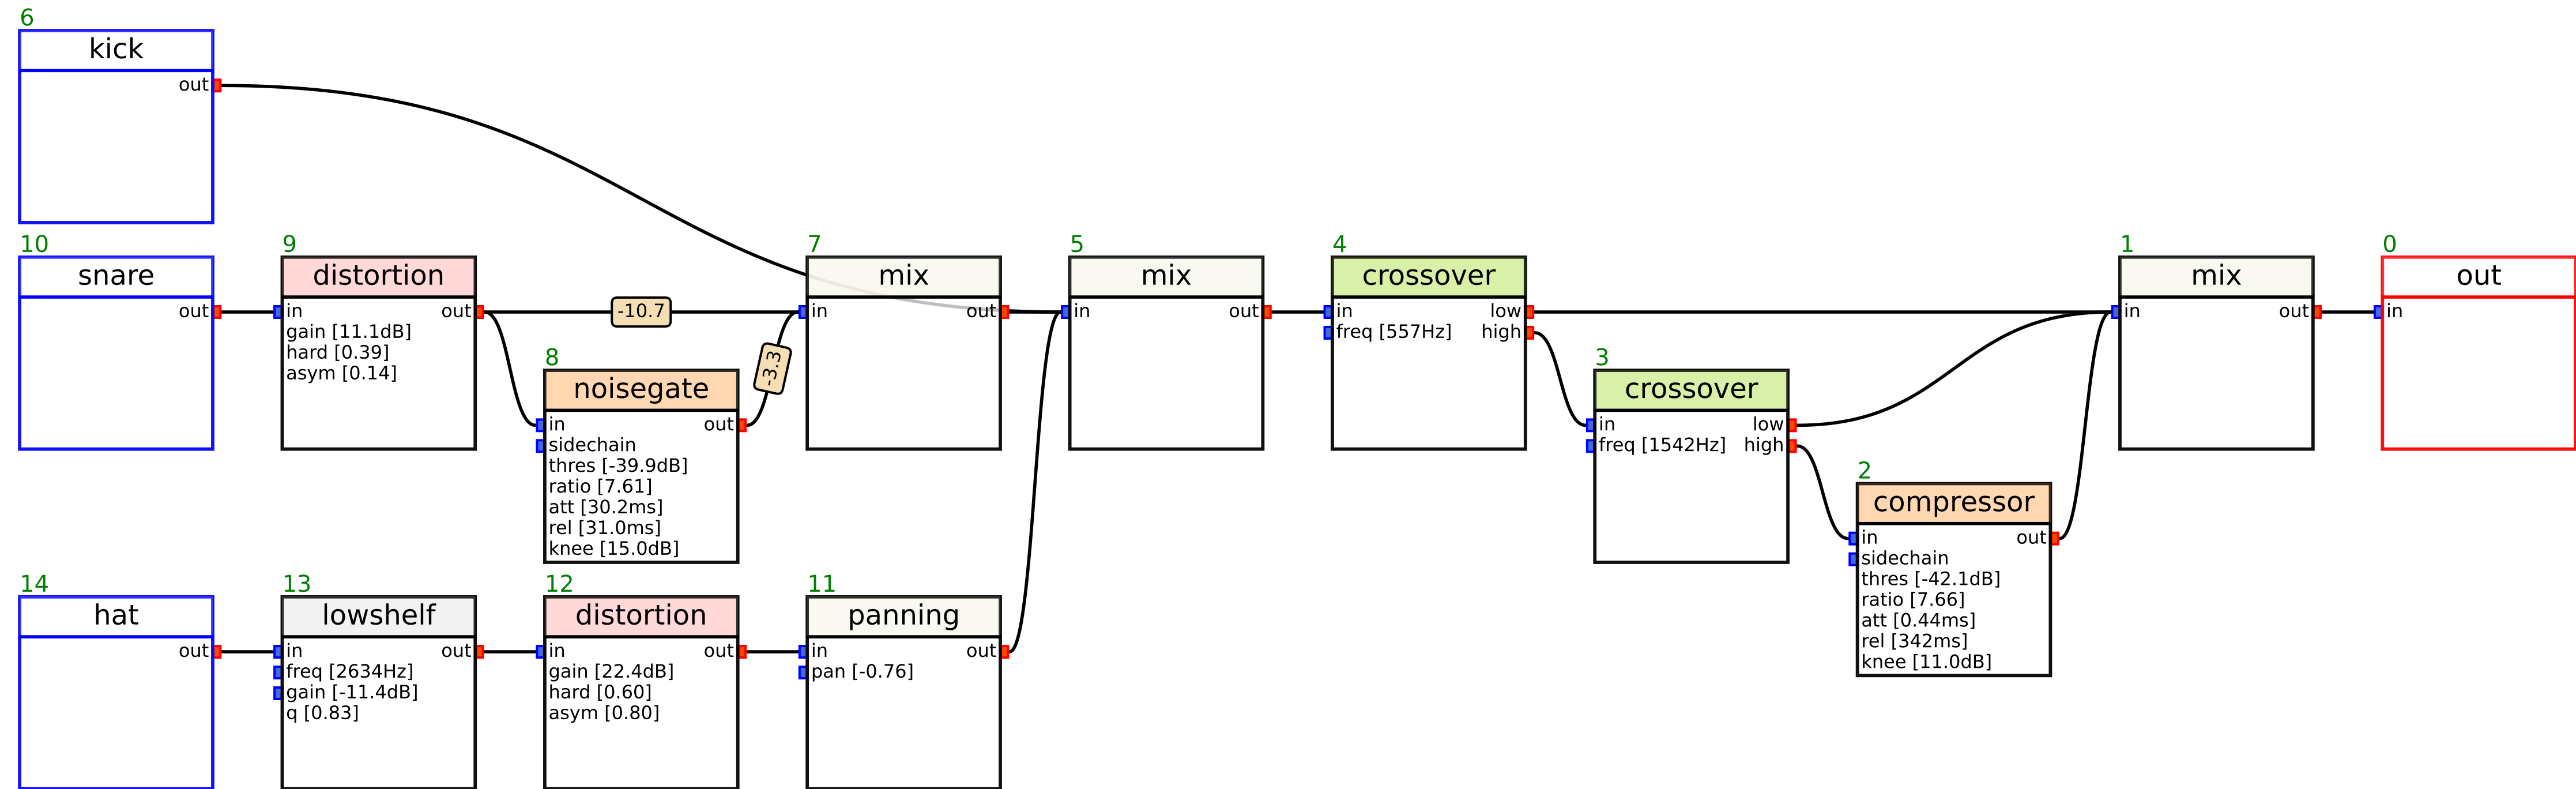 6
kick
out
10
snare
out
9
distortion
in out
gain [11.1dB]
hard [0.39]
asym [0.14]
-10.7
8
noisegate
in out
sidechain
thres [-39.9dB]
ratio [7.61]
att [30.2ms]
rel [31.0ms]
knee [15.0dB]
-3.3
7
mix
in out
5
mix
in out
4
crossover
in low
freq [557Hz] high
3
crossover
in low
freq [1542Hz] high
2
compressor
in out
sidechain
thres [-42.1dB]
ratio [7.66]
att [0.44ms]
rel [342ms]
knee [11.0dB]
1
mix
in out
0
out
in
14
hat
out
13
lowshelf
in out
freq [2634Hz]
gain [-11.4dB]
q [0.83]
12
distortion
in out
gain [22.4dB]
hard [0.60]
asym [0.80]
11
panning
in out
pan [-0.76]